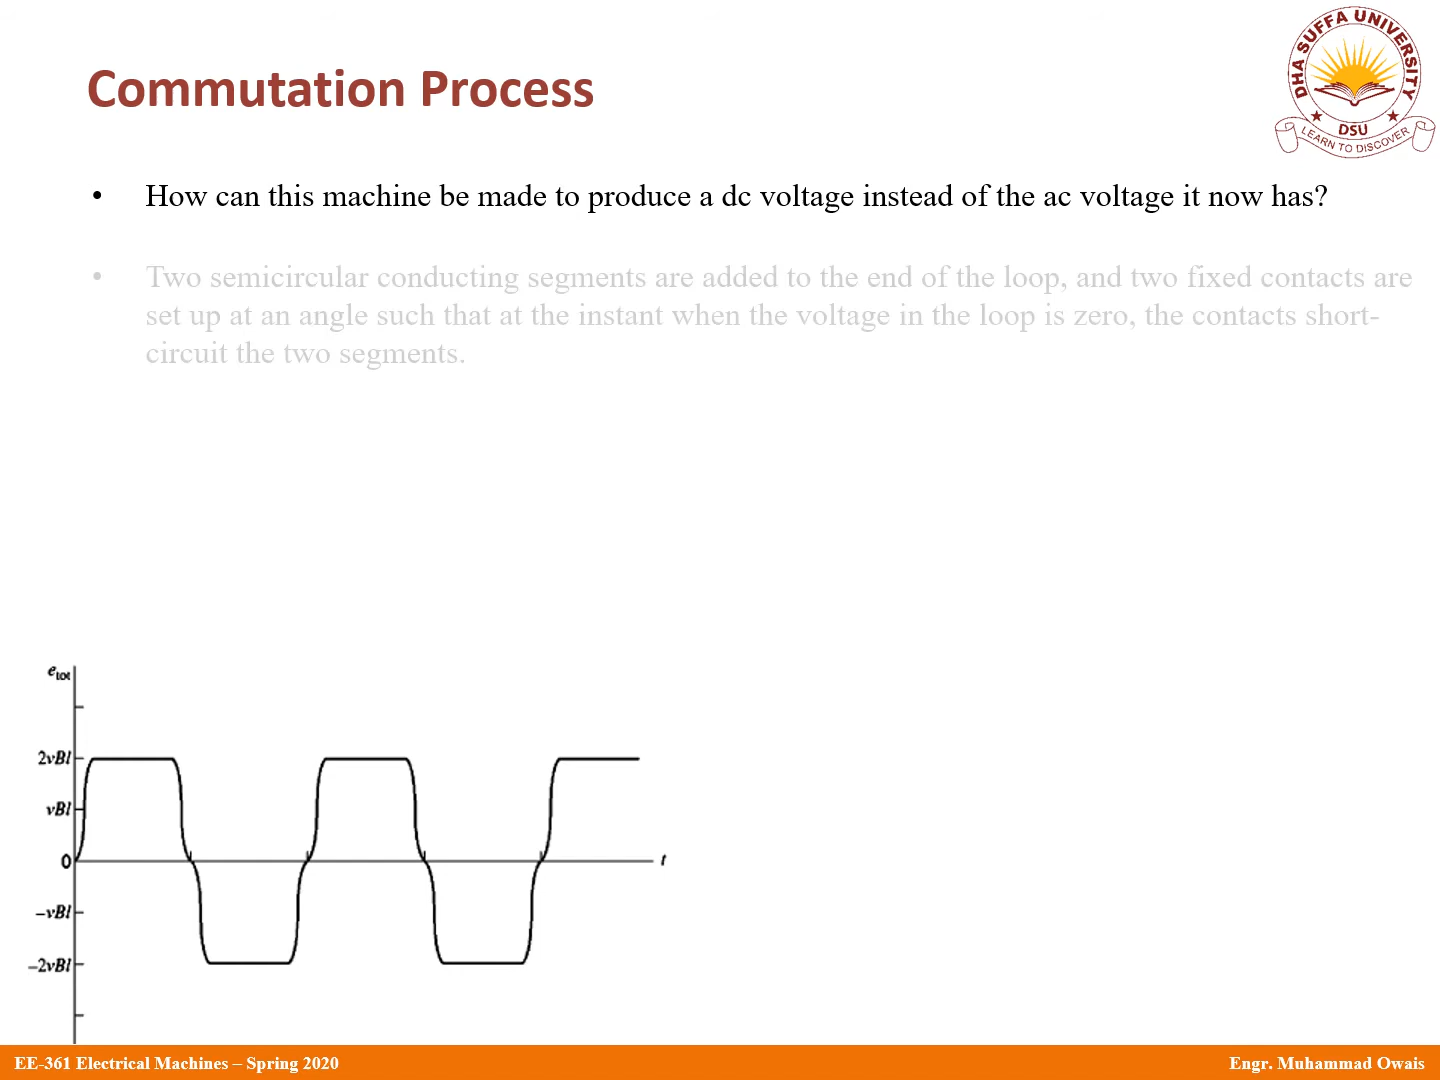 DHA SUFFA UNIVERSITY
DSU
LEARN TO DISCOVER
Commutation Process
• How can this machine be made to produce a dc voltage instead of the ac voltage it now has?
• Two semicircular conducting segments are added to the end of the loop, and two fixed contacts are
set up at an angle such that at the instant when the voltage in the loop is zero, the contacts short-
circuit the two segments.
etot
2vBl
vBl
0
t
–vBl
–2vBl
EE-361 Electrical Machines – Spring 2020
Engr. Muhammad Owais